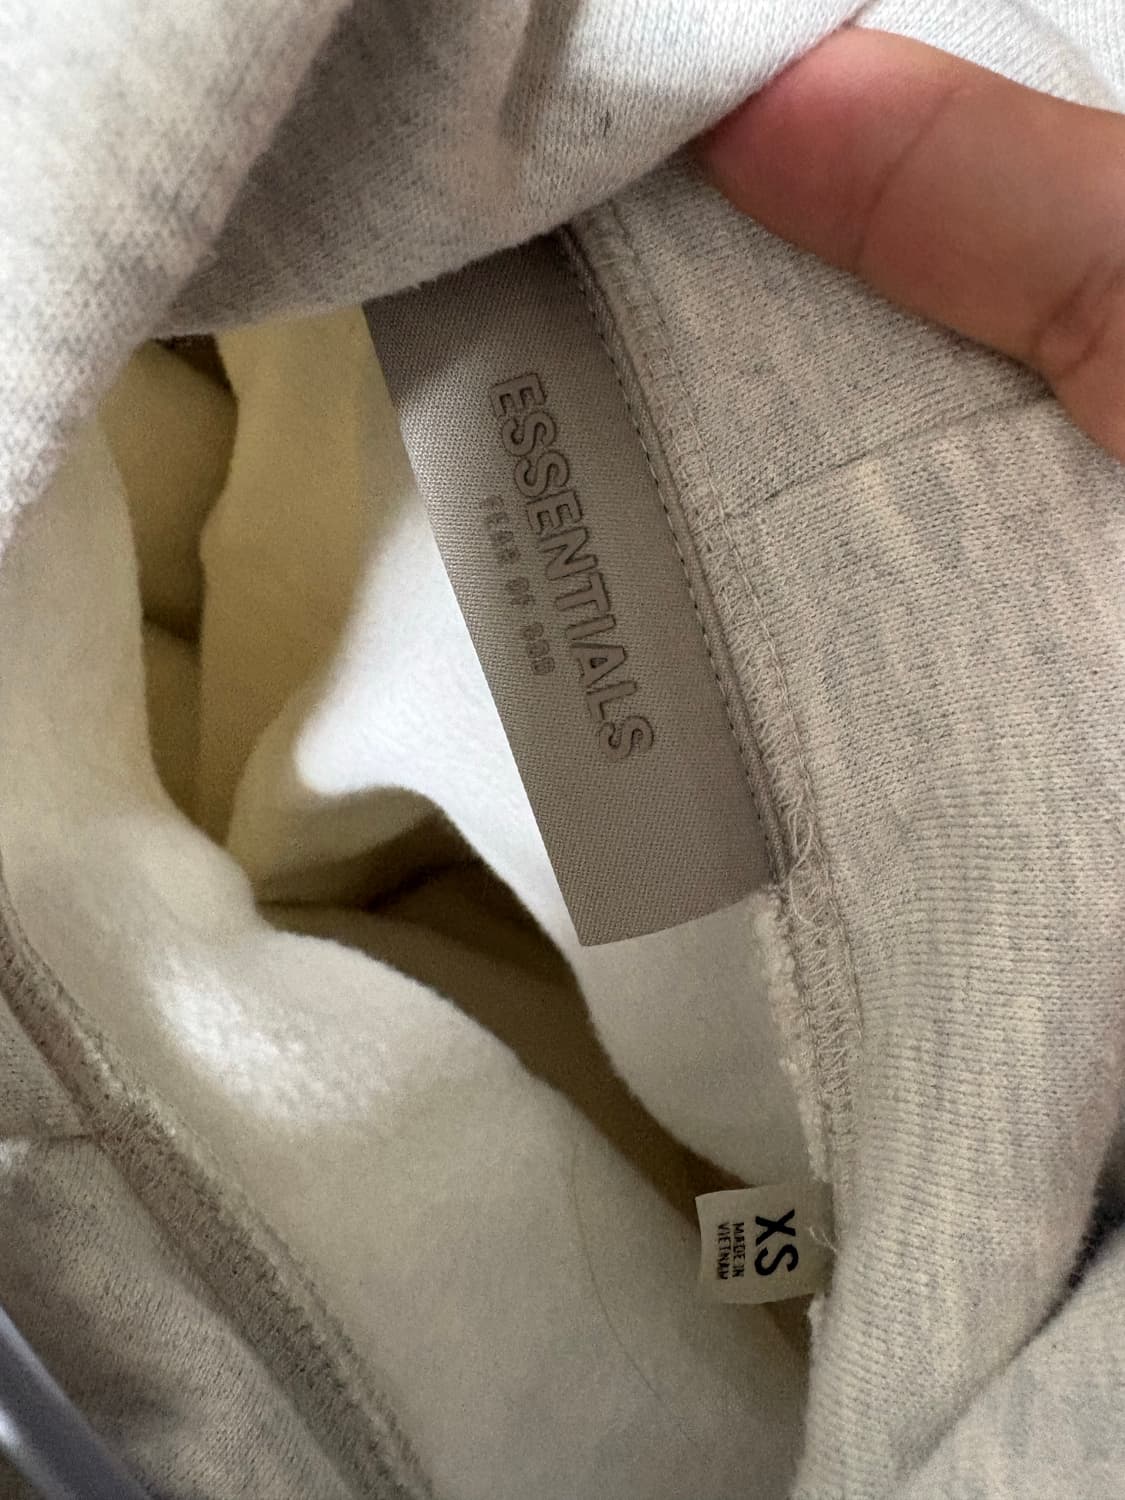 ESSENTIALS
FEAR OF GOD
XS
MADE IN
VIETNAM